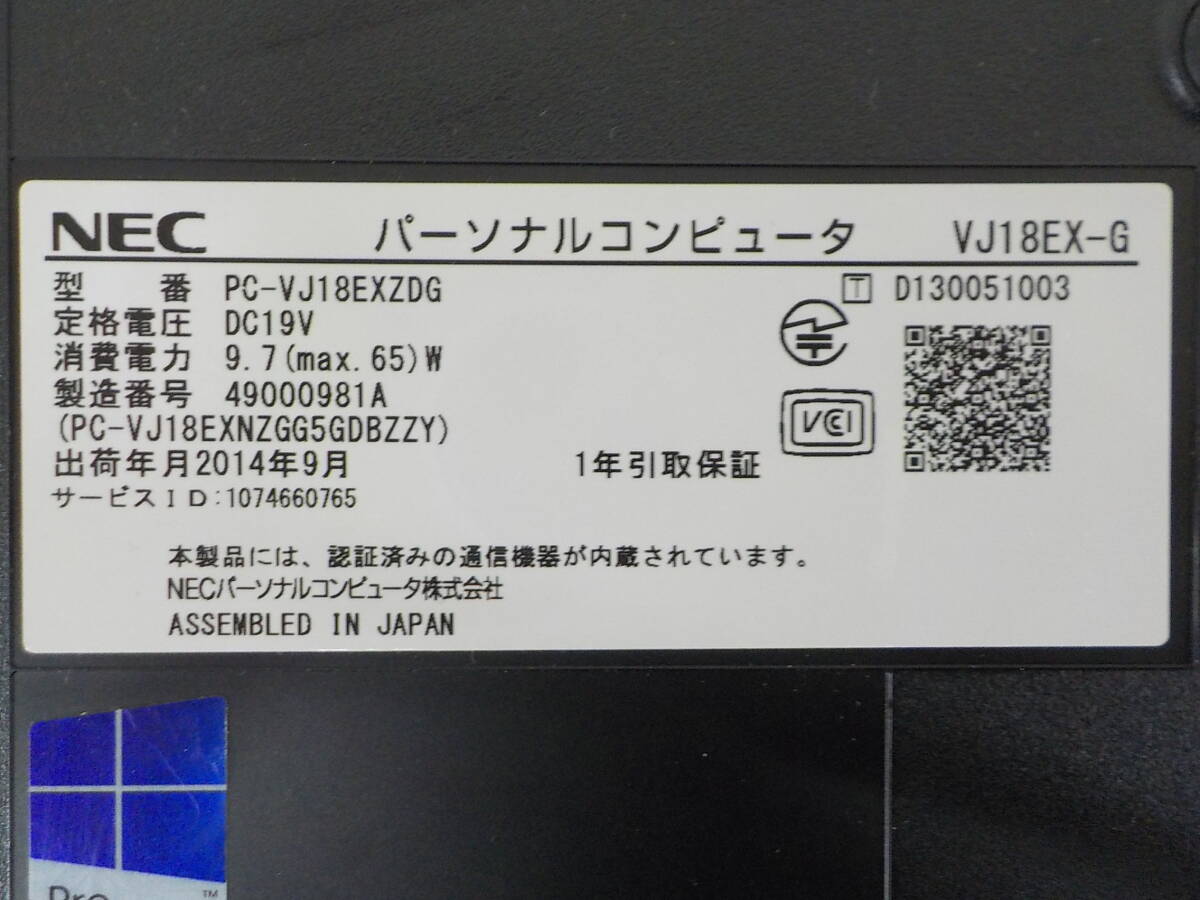 NEC パーソナルコンピュータ VJ18EX-G
型 番 PC-VJ18EXZDG
T D130051003
定格電圧 DC19V
消費電力 9.7(max.65)W
製造番号 49000981A
VCCI
(PC-VJ18EXNZGG5GDBZZY)
出荷年月2014年9月 1年引取保証
サービスＩＤ:1074660765
本製品には、認証済みの通信機器が内蔵されています。
NECパーソナルコンピュータ株式会社
ASSEMBLED IN JAPAN
Pro ™